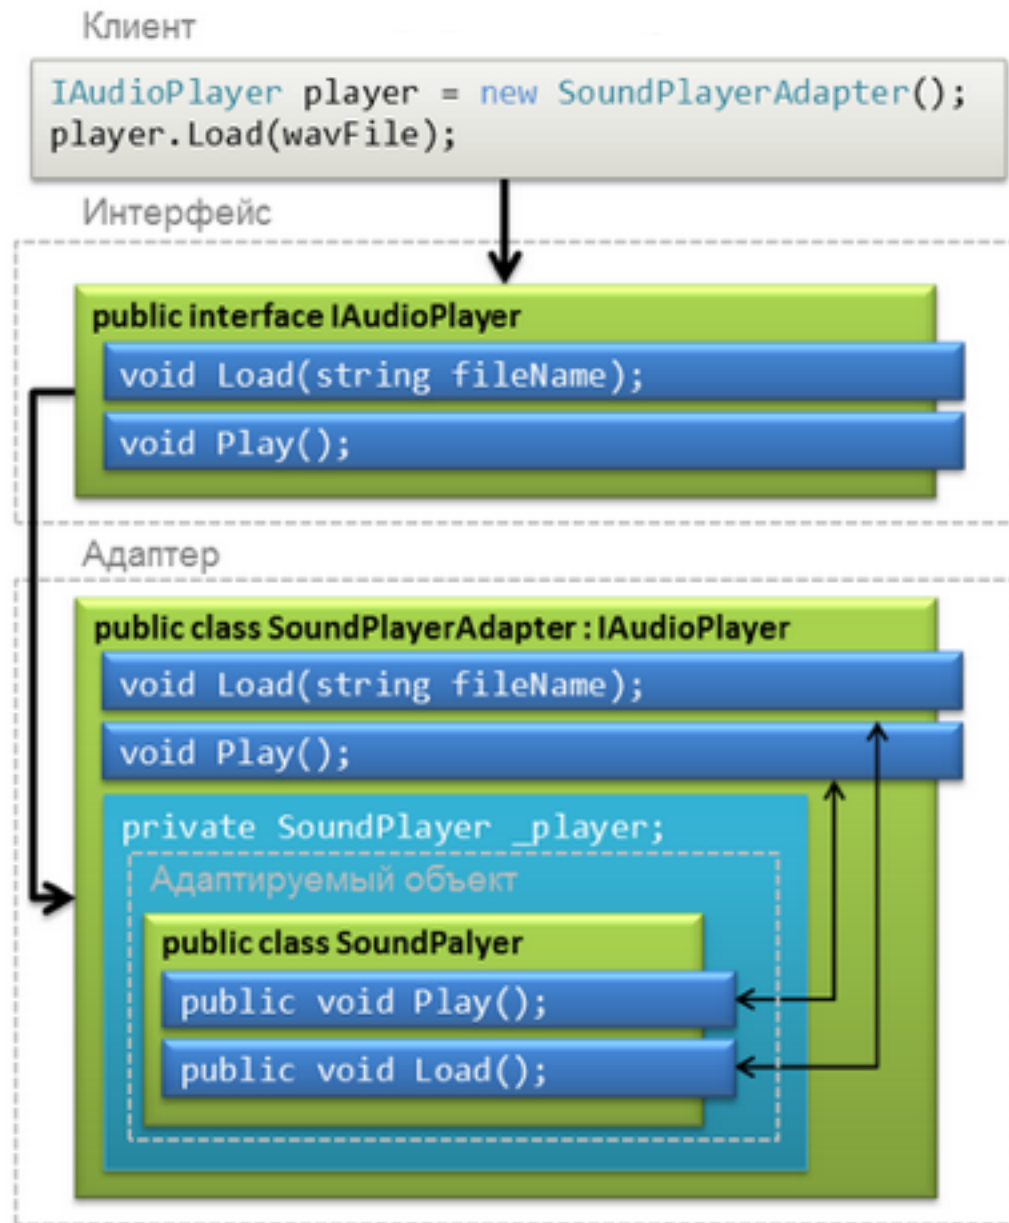 Клиент
IAudioPlayer player = new SoundPlayerAdapter();
player.Load(wavFile);
Интерфейс
public interface IAudioPlayer
void Load(string fileName);
void Play();
Адаптер
public class SoundPlayerAdapter : IAudioPlayer
void Load(string fileName);
void Play();
private SoundPlayer _player;
Адаптируемый объект
public class SoundPalyer
public void Play();
public void Load();